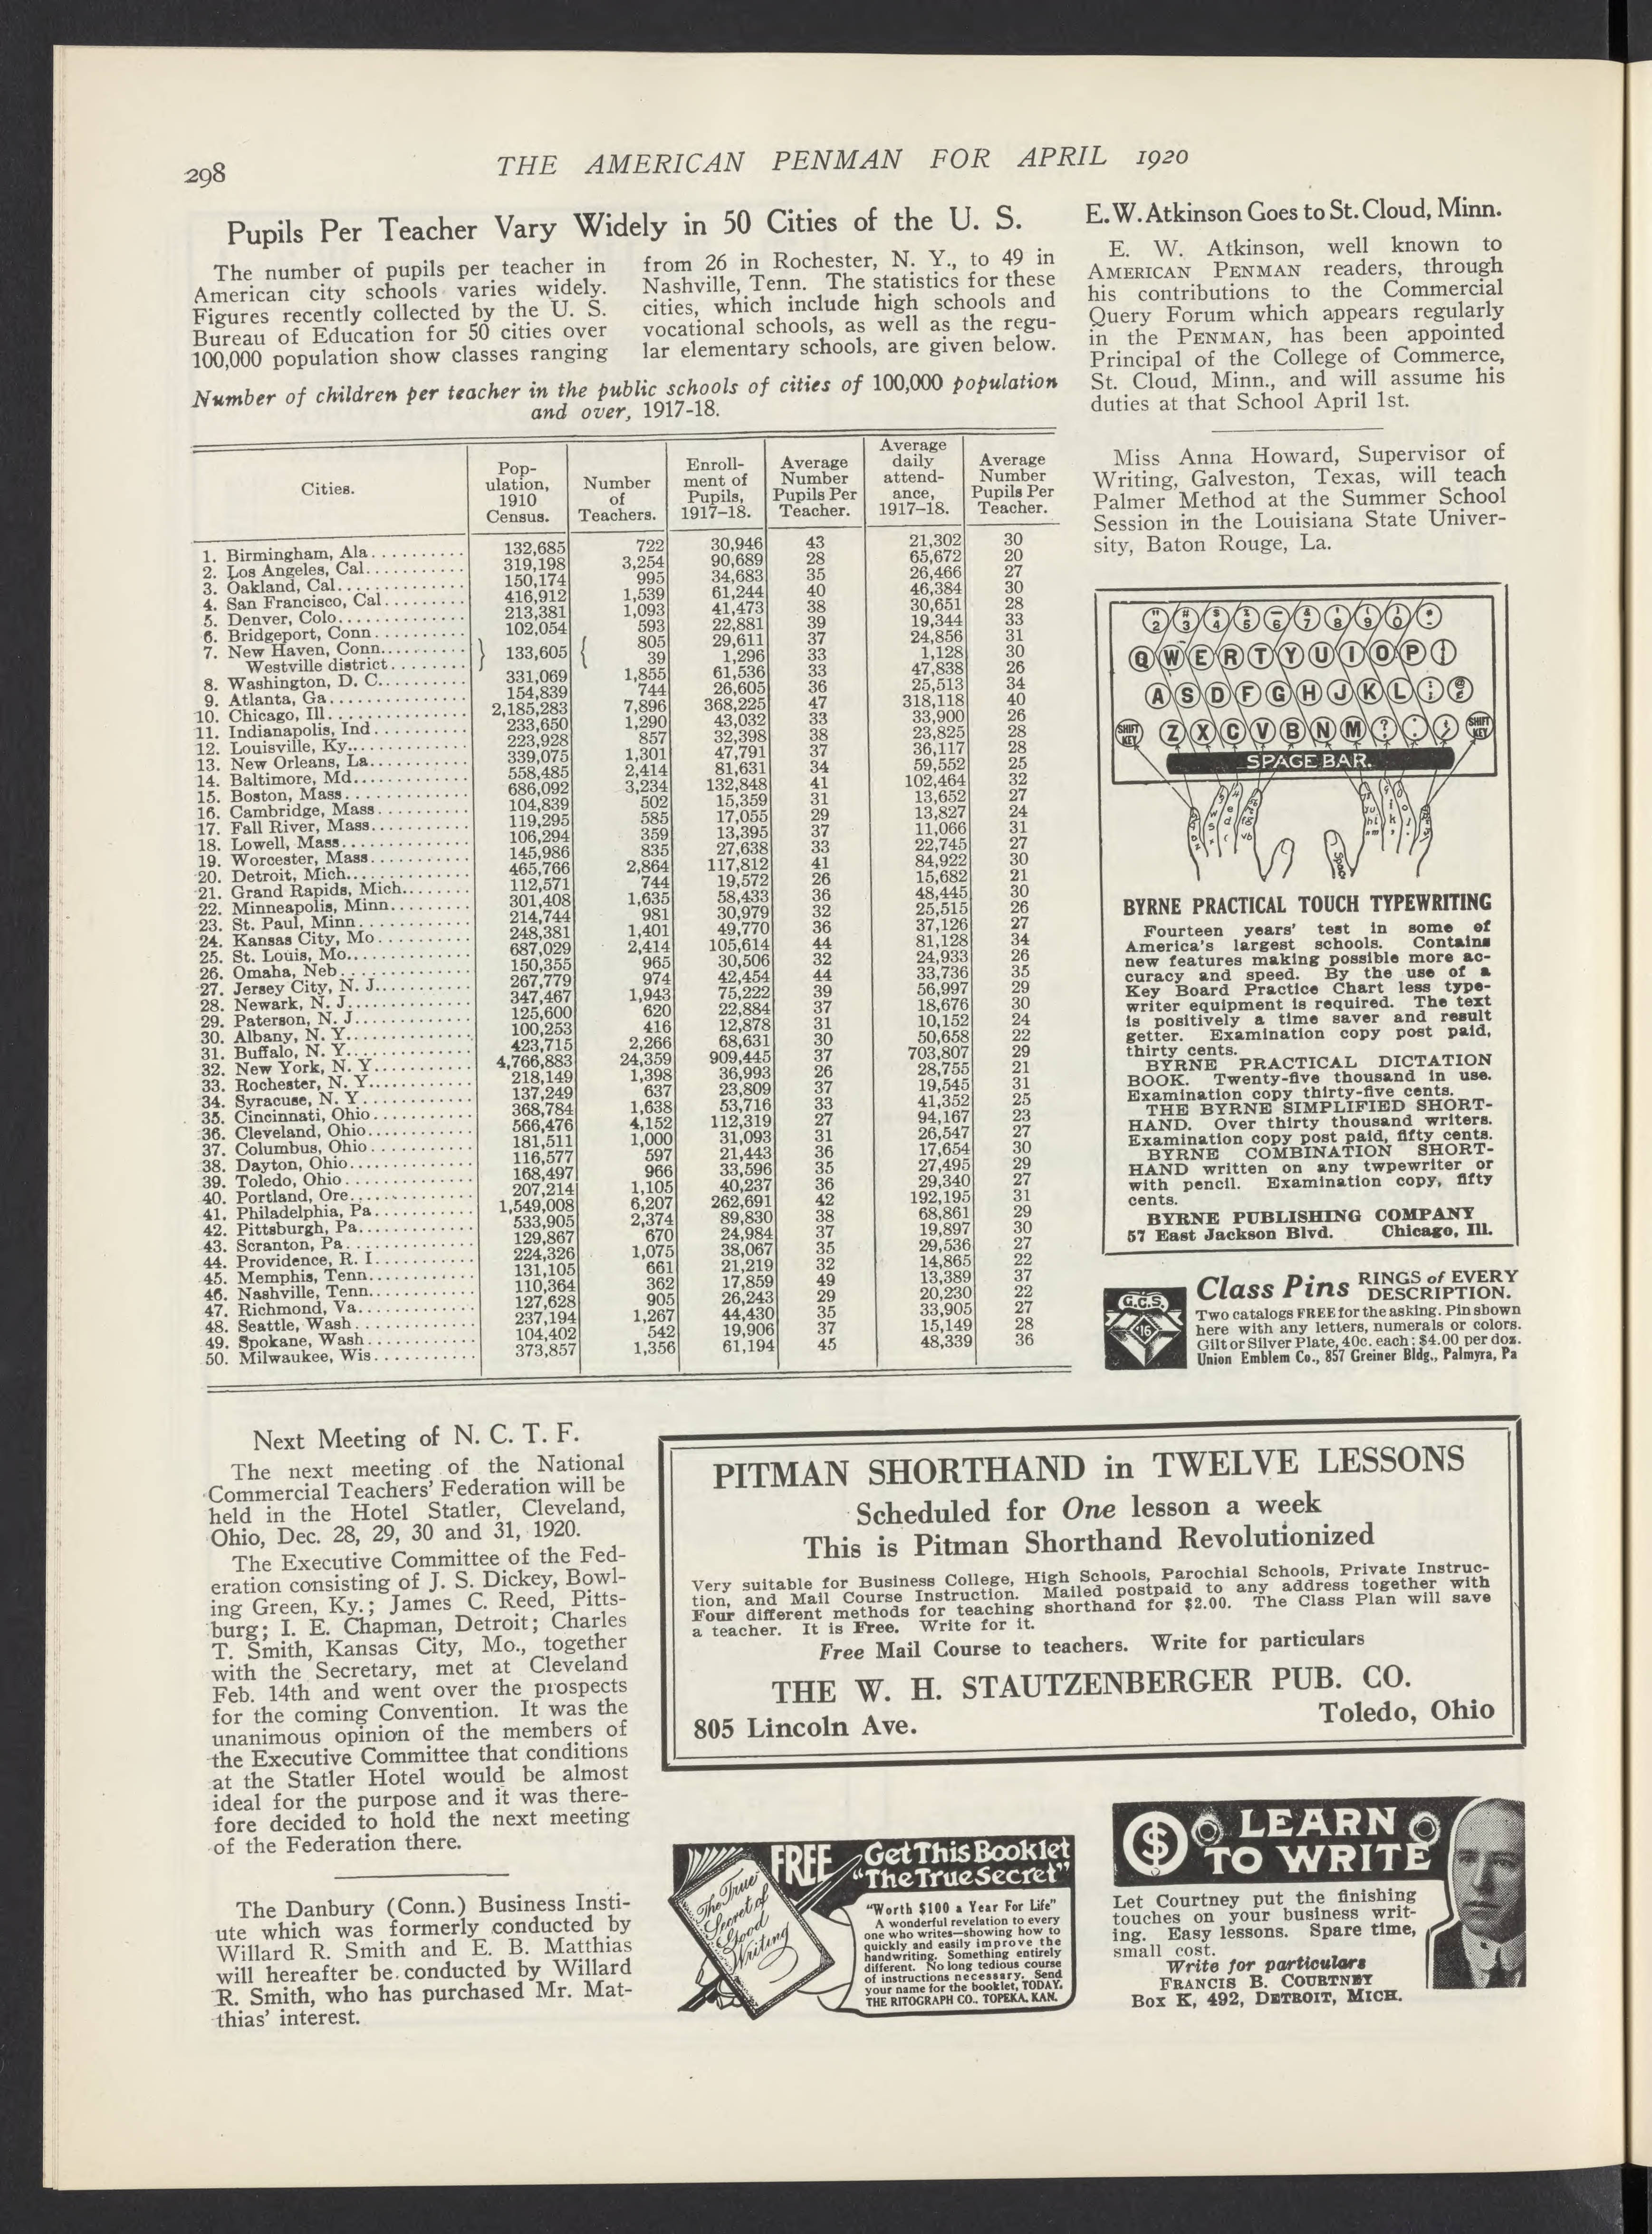 298
THE AMERICAN PENMAN FOR APRIL 1920
Pupils Per Teacher Vary Widely in 50 Cities of the U. S.
The number of pupils per teacher in
American city schools varies widely.
Figures recently collected by the U. S.
Bureau of Education for 50 cities over
100,000 population show classes ranging
from 26 in Rochester, N. Y., to 49 in
Nashville, Tenn. The statistics for these
cities, which include high schools and
vocational schools, as well as the regu-
lar elementary schools, are given below.
Number of children per teacher in the public schools of cities of 100,000 population
and over, 1917-18.
Cities. Pop-ulation, 1910 Census. Number of Teachers. Enroll-ment of Pupils, 1917-18. Average Number Pupils Per Teacher. Average daily attend-ance, 1917-18. Average Number Pupils Per Teacher.
1. Birmingham, Ala. 132,685 722 30,946 43 21,302 30
2. Los Angeles, Cal. 319,198 3,254 90,689 28 65,672 20
3. Oakland, Cal. 150,174 995 34,683 35 26,466 27
4. San Francisco, Cal. 416,912 1,539 61,244 40 46,384 30
5. Denver, Colo. 213,381 1,093 41,473 38 30,651 28
6. Bridgeport, Conn. 102,054 593 22,881 39 19,344 33
7. New Haven, Conn. } 133,605 { 805 29,611 37 24,856 31
Westville district. 39 1,296 33 1,128 30
8. Washington, D. C. 331,069 1,855 61,536 33 47,838 26
9. Atlanta, Ga. 154,839 744 26,605 36 25,513 34
10. Chicago, Ill. 2,185,283 7,896 368,225 47 318,118 40
11. Indianapolis, Ind. 233,650 1,290 43,032 33 33,900 26
12. Louisville, Ky. 223,928 857 32,398 38 23,825 28
13. New Orleans, La. 339,075 1,301 47,791 37 36,117 28
14. Baltimore, Md. 558,485 2,414 81,631 34 59,552 25
15. Boston, Mass. 686,092 3,234 132,848 41 102,464 32
16. Cambridge, Mass. 104,839 502 15,359 31 13,652 27
17. Fall River, Mass. 119,295 585 17,055 29 13,827 24
18. Lowell, Mass. 106,294 359 13,395 37 11,066 31
19. Worcester, Mass. 145,986 835 27,638 33 22,745 27
20. Detroit, Mich. 465,766 2,864 117,812 41 84,922 30
21. Grand Rapids, Mich. 112,571 744 19,572 26 15,682 21
22. Minneapolis, Minn. 301,408 1,635 58,433 36 48,445 30
23. St. Paul, Minn. 214,744 981 30,979 32 25,515 26
24. Kansas City, Mo. 248,381 1,401 49,770 36 37,126 27
25. St. Louis, Mo. 687,029 2,414 105,614 44 81,128 34
26. Omaha, Neb. 150,355 965 30,506 32 24,933 26
27. Jersey City, N. J. 267,779 974 42,454 44 33,736 35
28. Newark, N. J. 347,467 1,943 75,222 39 56,997 29
29. Paterson, N. J. 125,600 620 22,884 37 18,676 30
30. Albany, N. Y. 100,253 416 12,878 31 10,152 24
31. Buffalo, N. Y. 423,715 2,266 68,631 30 50,658 22
32. New York, N. Y. 4,766,883 24,359 909,445 37 703,807 29
33. Rochester, N. Y. 218,149 1,398 36,993 26 28,755 21
34. Syracuse, N. Y. 137,249 637 23,809 37 19,545 31
35. Cincinnati, Ohio 368,784 1,638 53,716 33 41,352 25
36. Cleveland, Ohio 566,476 4,152 112,319 27 94,167 23
37. Columbus, Ohio 181,511 1,000 31,093 31 26,547 27
38. Dayton, Ohio 116,577 597 21,443 36 17,654 30
39. Toledo, Ohio 168,497 966 33,596 35 27,495 29
40. Portland, Ore. 207,214 1,105 40,237 36 29,340 27
41. Philadelphia, Pa. 1,549,008 6,207 262,691 42 192,195 31
42. Pittsburgh, Pa. 533,905 2,374 89,830 38 68,861 29
43. Scranton, Pa. 129,867 670 24,984 37 19,897 30
44. Providence, R. I. 224,326 1,075 38,067 35 29,536 27
45. Memphis, Tenn. 131,105 661 21,219 32 14,865 22
46. Nashville, Tenn. 110,364 362 17,859 49 13,389 37
47. Richmond, Va. 127,628 905 26,243 29 20,230 22
48. Seattle, Wash. 237,194 1,267 44,430 35 33,905 27
49. Spokane, Wash. 104,402 542 19,906 37 15,149 28
50. Milwaukee, Wis. 373,857 1,356 61,194 45 48,339 36
Next Meeting of N. C. T. F.
The next meeting of the National
Commercial Teachers' Federation will be
held in the Hotel Statler, Cleveland,
Ohio, Dec. 28, 29, 30 and 31, 1920.
The Executive Committee of the Fed-
eration consisting of J. S. Dickey, Bowl-
ing Green, Ky.; James C. Reed, Pitts-
burg; I. E. Chapman, Detroit; Charles
T. Smith, Kansas City, Mo., together
with the Secretary, met at Cleveland
Feb. 14th and went over the prospects
for the coming Convention. It was the
unanimous opinion of the members of
the Executive Committee that conditions
at the Statler Hotel would be almost
ideal for the purpose and it was there-
fore decided to hold the next meeting
of the Federation there.
The Danbury (Conn.) Business Insti-
ute which was formerly conducted by
Willard R. Smith and E. B. Matthias
will hereafter be conducted by Willard
R. Smith, who has purchased Mr. Mat-
thias' interest.
E. W. Atkinson Goes to St. Cloud, Minn.
E. W. Atkinson, well known to
AMERICAN PENMAN readers, through
his contributions to the Commercial
Query Forum which appears regularly
in the PENMAN, has been appointed
Principal of the College of Commerce,
St. Cloud, Minn., and will assume his
duties at that School April 1st.
Miss Anna Howard, Supervisor of
Writing, Galveston, Texas, will teach
Palmer Method at the Summer School
Session in the Louisiana State Univer-
sity, Baton Rouge, La.
Q W E R T Y U I O P
A S D F G H J K L
SHIFT KEY Z X C V B N M SHIFT KEY
SPACE BAR.
Space
BYRNE PRACTICAL TOUCH TYPEWRITING
Fourteen years' test in some of
America's largest schools. Contains
new features making possible more ac-
curacy and speed. By the use of a
Key Board Practice Chart less type-
writer equipment is required. The text
is positively a time saver and result
getter. Examination copy post paid,
thirty cents.
BYRNE PRACTICAL DICTATION
BOOK. Twenty-five thousand in use.
Examination copy thirty-five cents.
THE BYRNE SIMPLIFIED SHORT-
HAND. Over thirty thousand writers.
Examination copy post paid, fifty cents.
BYRNE COMBINATION SHORT-
HAND written on any twpewriter or
with pencil. Examination copy, fifty
cents.
BYRNE PUBLISHING COMPANY
57 East Jackson Blvd. Chicago, Ill.
G.C.S.
'16
Class Pins RINGS of EVERY
DESCRIPTION.
Two catalogs FREE for the asking. Pin shown
here with any letters, numerals or colors.
Gilt or Silver Plate, 40c. each; $4.00 per doz.
Union Emblem Co., 857 Greiner Bldg., Palmyra, Pa
PITMAN SHORTHAND in TWELVE LESSONS
Scheduled for One lesson a week
This is Pitman Shorthand Revolutionized
Very suitable for Business College, High Schools, Parochial Schools, Private Instruc-
tion, and Mail Course Instruction. Mailed postpaid to any address together with
Four different methods for teaching shorthand for $2.00. The Class Plan will save
a teacher. It is Free. Write for it.
Free Mail Course to teachers. Write for particulars
THE W. H. STAUTZENBERGER PUB. CO.
805 Lincoln Ave. Toledo, Ohio
The True
Secret of
Good
Writing
FREE
Get This Booklet
"The True Secret"
"Worth $100 a Year For Life"
A wonderful revelation to every
one who writes—showing how to
quickly and easily improve the
handwriting. Something entirely
different. No long tedious course
of instructions necessary. Send
your name for the booklet, TODAY.
THE RITOGRAPH CO., TOPEKA, KAN.
$ LEARN
TO WRITE
Let Courtney put the finishing
touches on your business writ-
ing. Easy lessons. Spare time,
small cost.
Write for particulars
FRANCIS B. COURTNEY
Box K, 492, DETROIT, MICH.